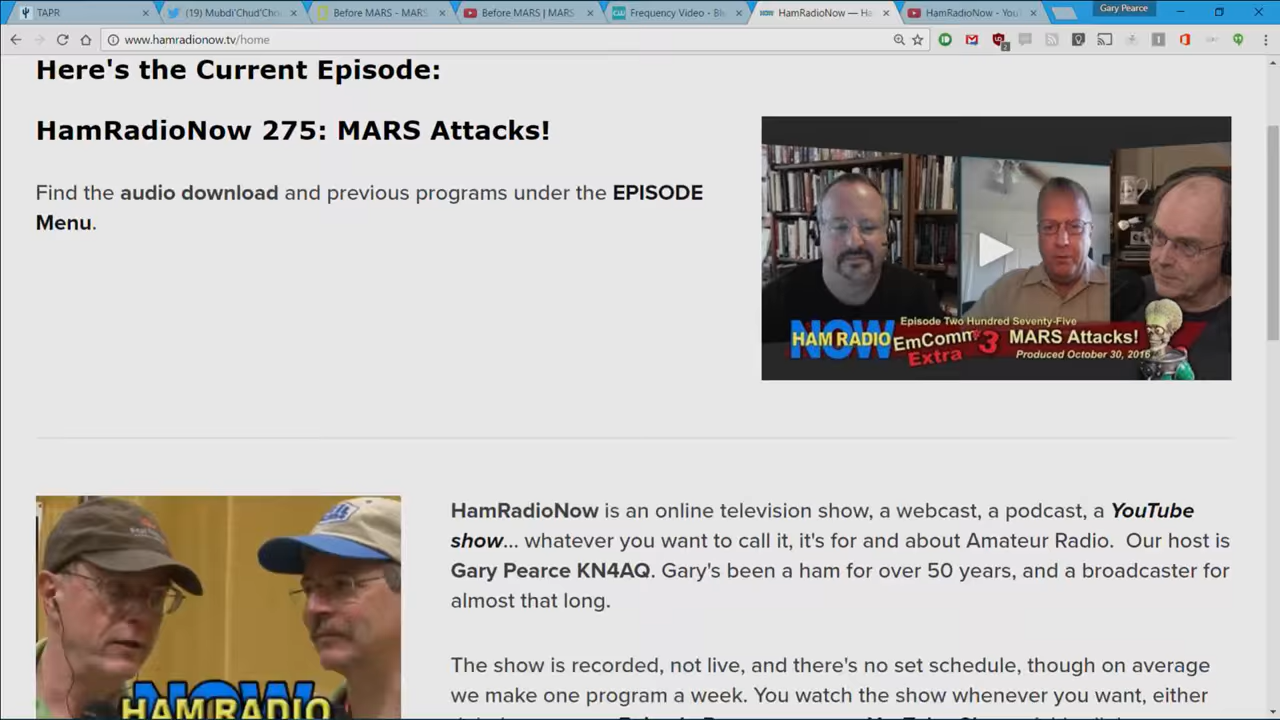 TAPR
(19) Mubdi'Chud'Cho
Before MARS - MARS
Before MARS | MARS
Frequency Video - Bl
HamRadioNow — Ha
HamRadioNow - You
Gary Pearce
www.hamradionow.tv/home
Here's the Current Episode:
HamRadioNow 275: MARS Attacks!
Find the audio download and previous programs under the EPISODE
Menu.
Episode Two Hundred Seventy-Five
NOW
HAM RADIO
EmComm
Extra
#3
MARS Attacks!
Produced October 30, 2016
HamRadioNow is an online television show, a webcast, a podcast, a YouTube
show... whatever you want to call it, it's for and about Amateur Radio. Our host is
Gary Pearce KN4AQ. Gary's been a ham for over 50 years, and a broadcaster for
almost that long.
The show is recorded, not live, and there's no set schedule, though on average
we make one program a week. You watch the show whenever you want, either
NOW
HAM RADIO